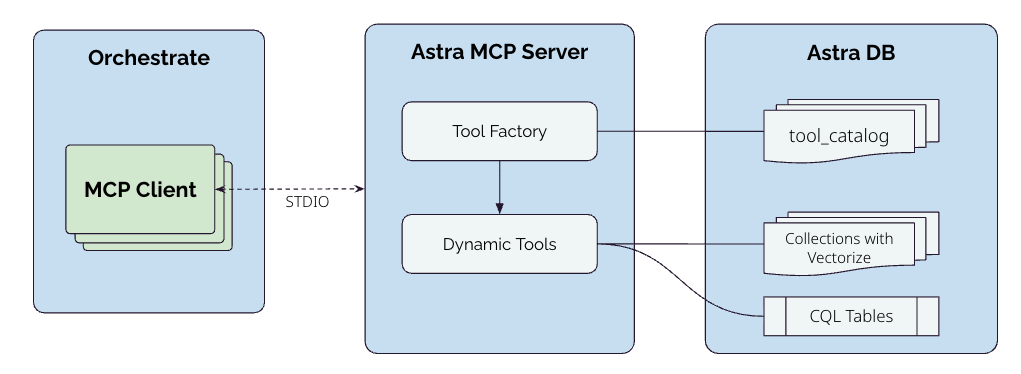 Orchestrate
MCP Client
STDIO
Astra MCP Server
Tool Factory
Dynamic Tools
Astra DB
tool_catalog
Collections with
Vectorize
CQL Tables